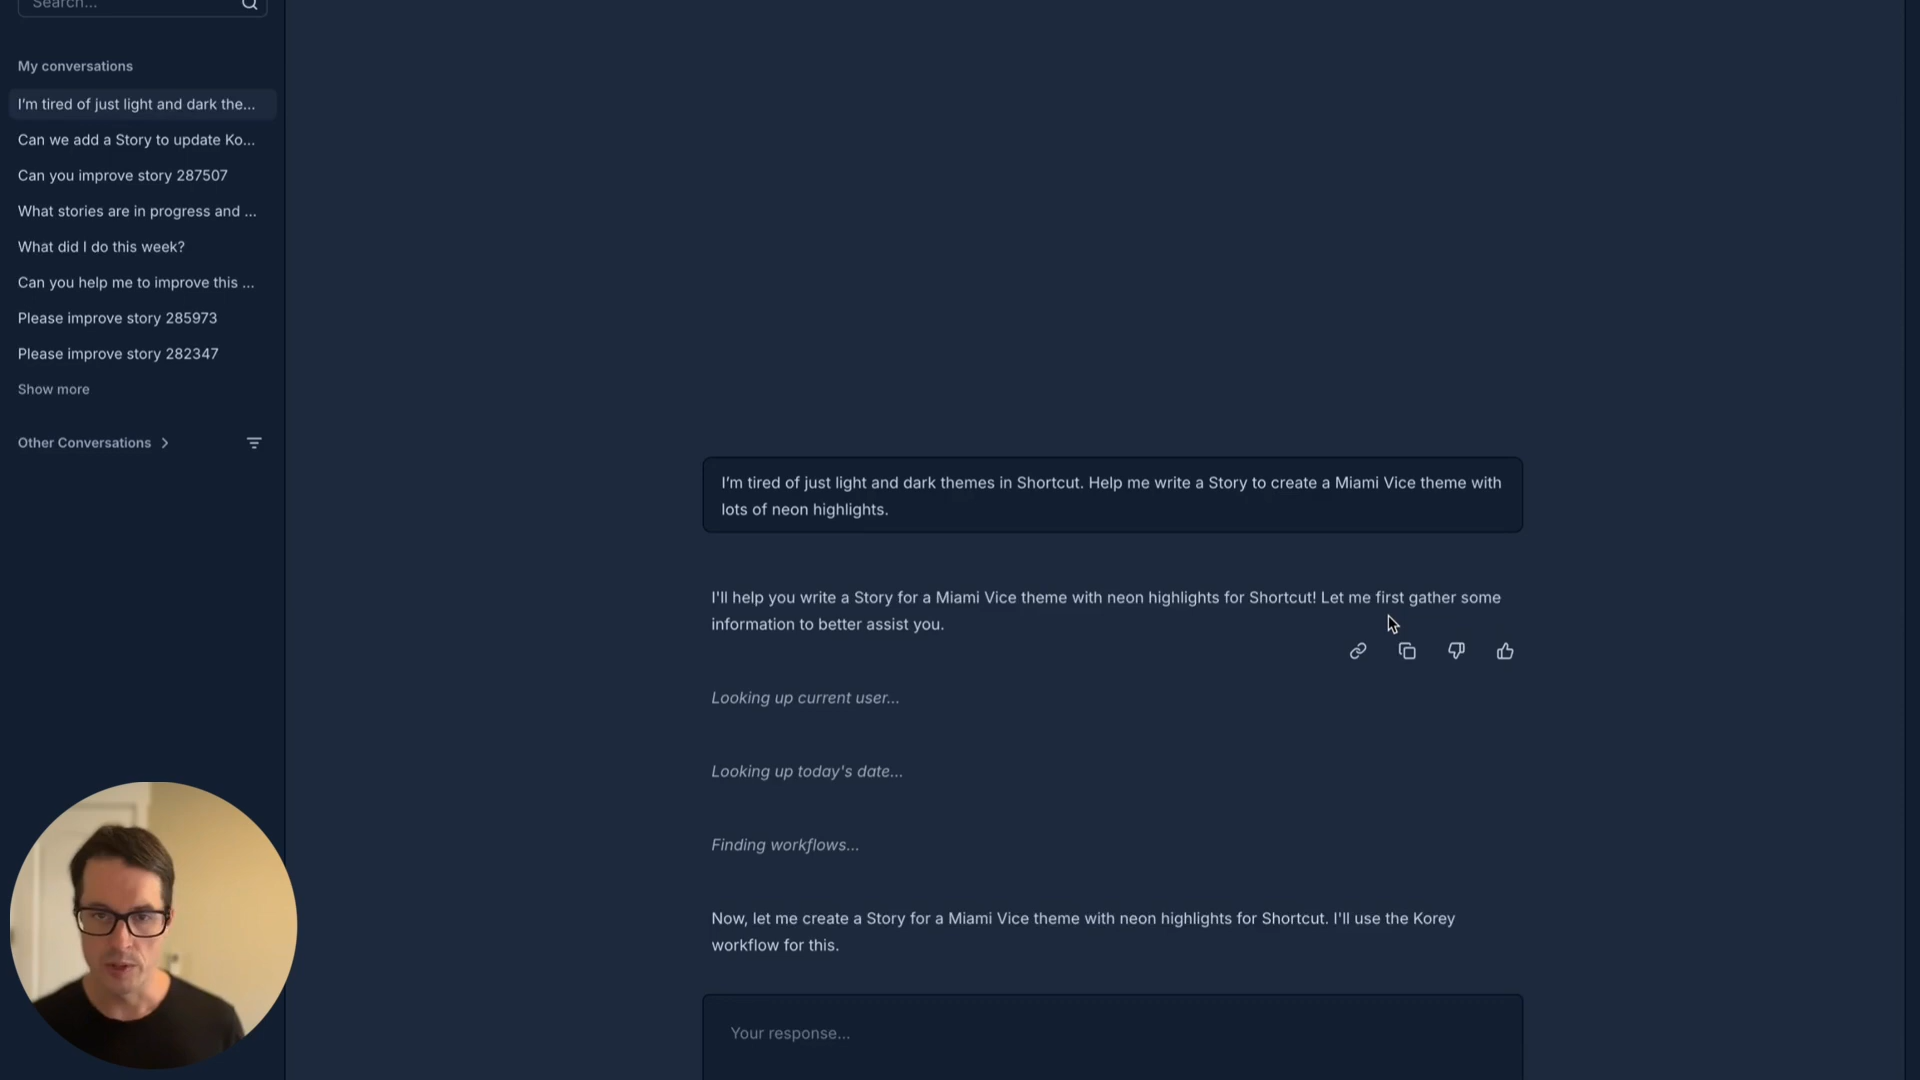 Search...
My conversations
I'm tired of just light and dark the...
Can we add a Story to update Ko...
Can you improve story 287507
What stories are in progress and ...
What did I do this week?
Can you help me to improve this ...
Please improve story 285973
Please improve story 282347
Show more
Other Conversations
I'm tired of just light and dark themes in Shortcut. Help me write a Story to create a Miami Vice theme with
lots of neon highlights.
I'll help you write a Story for a Miami Vice theme with neon highlights for Shortcut! Let me first gather some
information to better assist you.
Looking up current user...
Looking up today's date...
Finding workflows...
Now, let me create a Story for a Miami Vice theme with neon highlights for Shortcut. I'll use the Korey
workflow for this.
Your response...